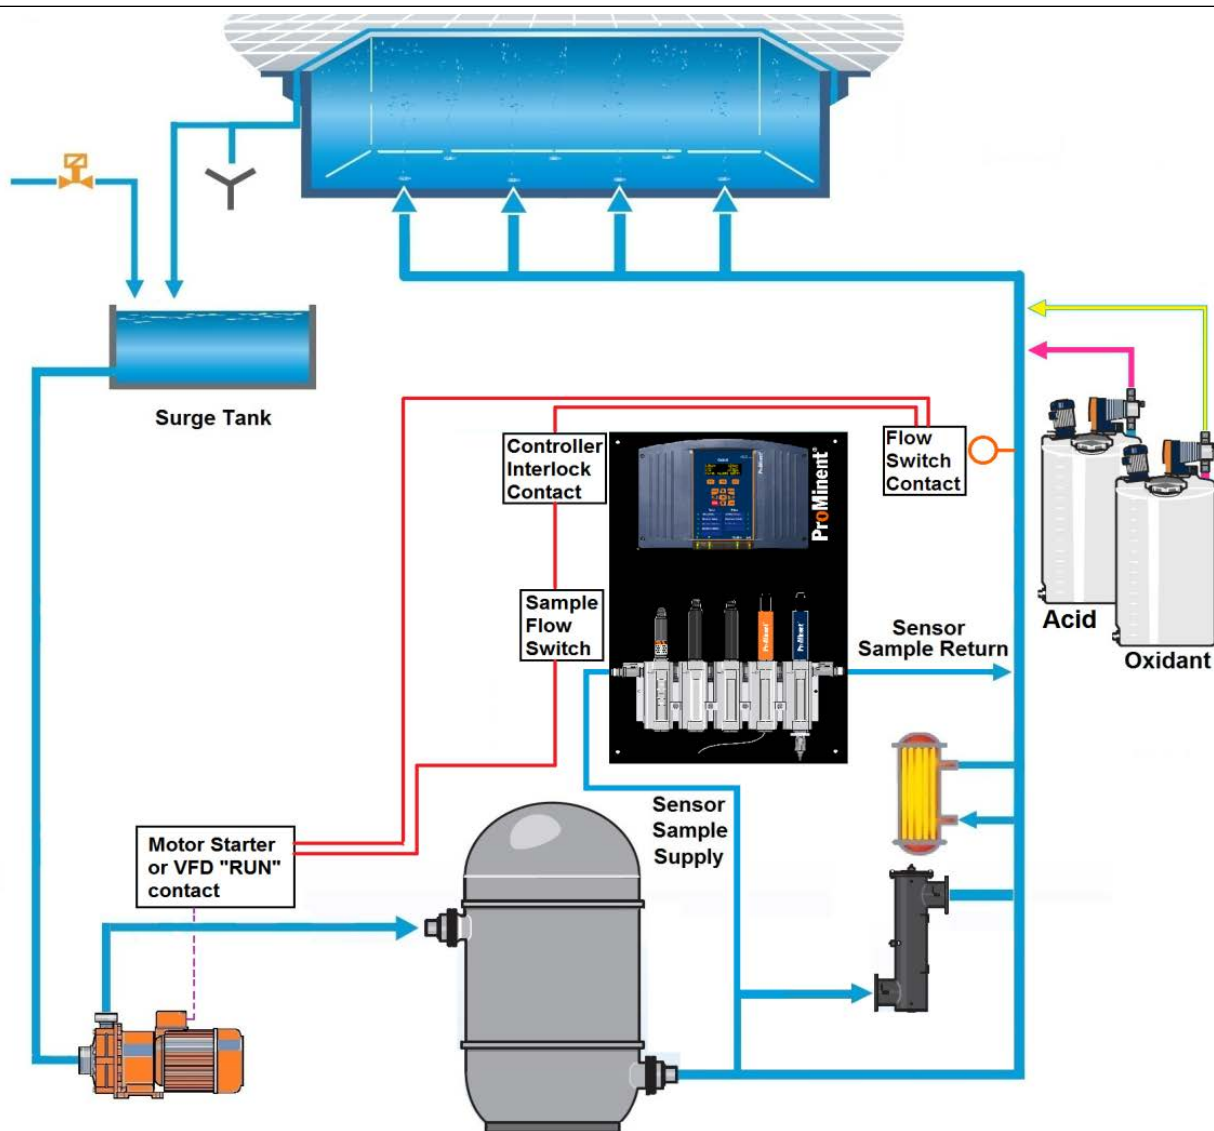 Surge Tank
Controller
Interlock
Contact
Flow
Switch
Contact
ProMinent®
Sample
Flow
Switch
Acid
Oxidant
Sensor
Sample Return
Sensor
Sample
Supply
Motor Starter
or VFD "RUN"
contact